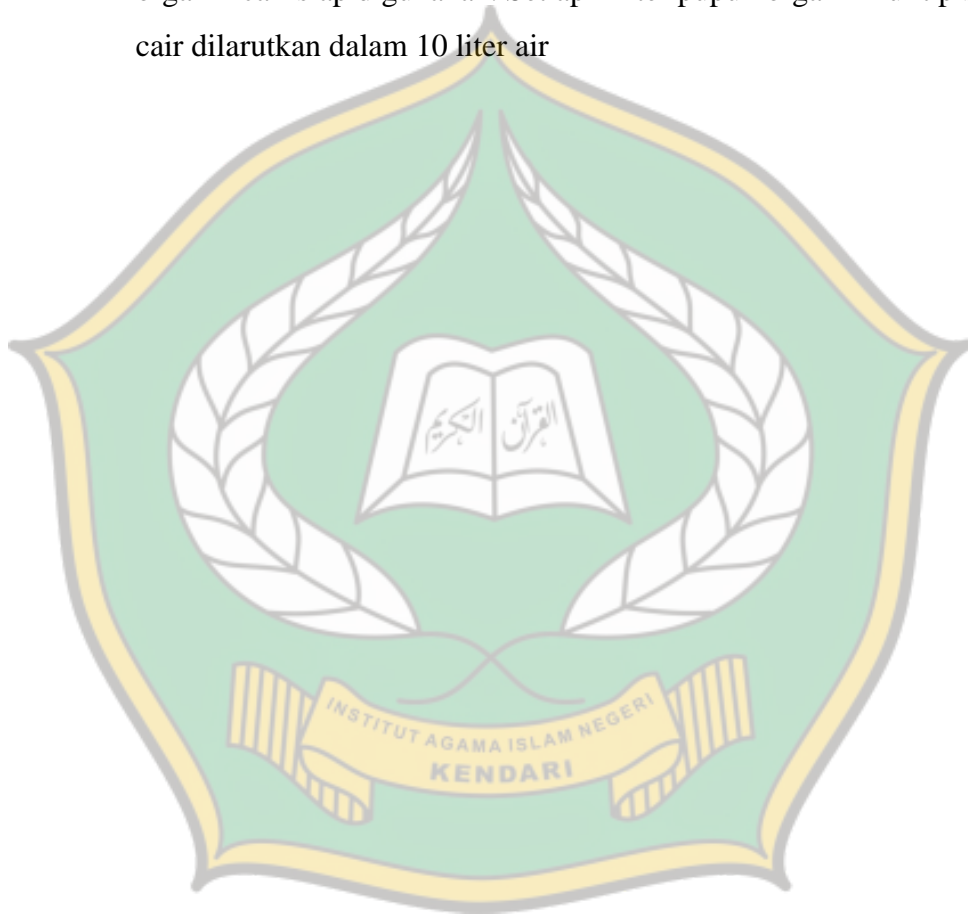 cair dilarutkan dalam 10 liter air
القرآن الكريم
INSTITUT AGAMA ISLAM NEGERI
KENDARI